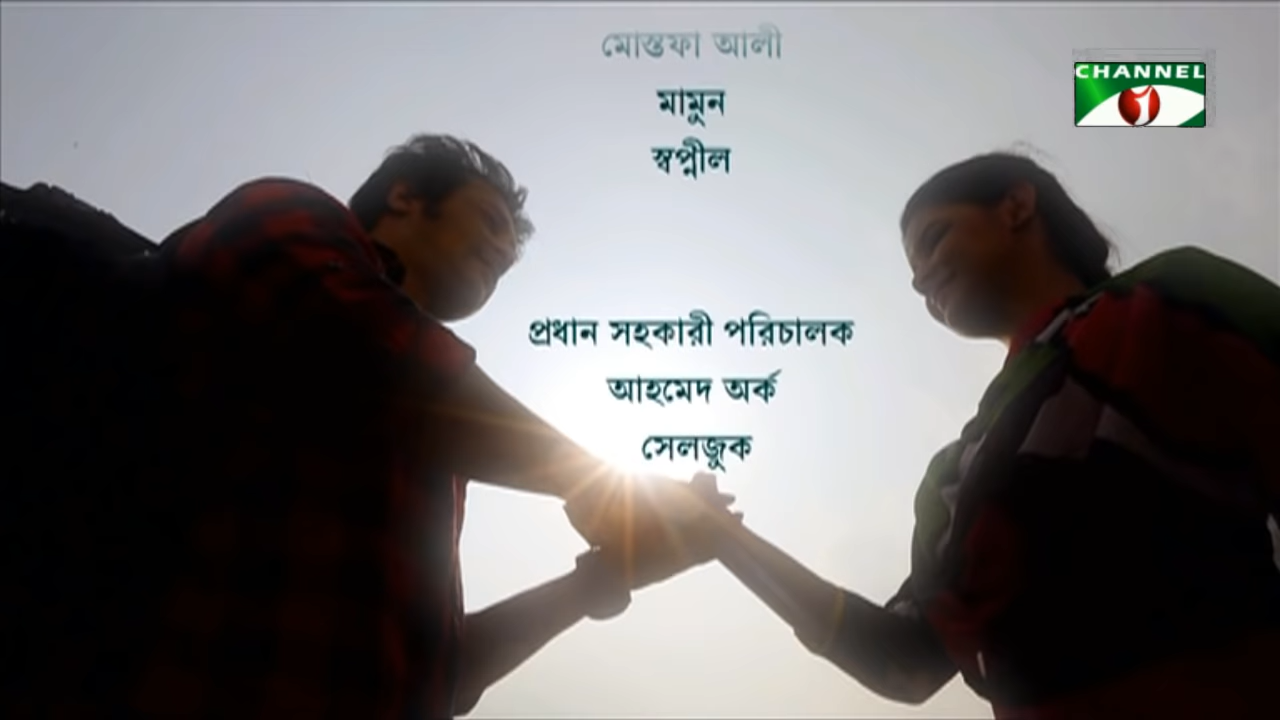 মোস্তফা আলী
মামুন
স্বপ্নীল
CHANNEL
i
প্রধান সহকারী পরিচালক
আহমেদ অর্ক
সেলজুক